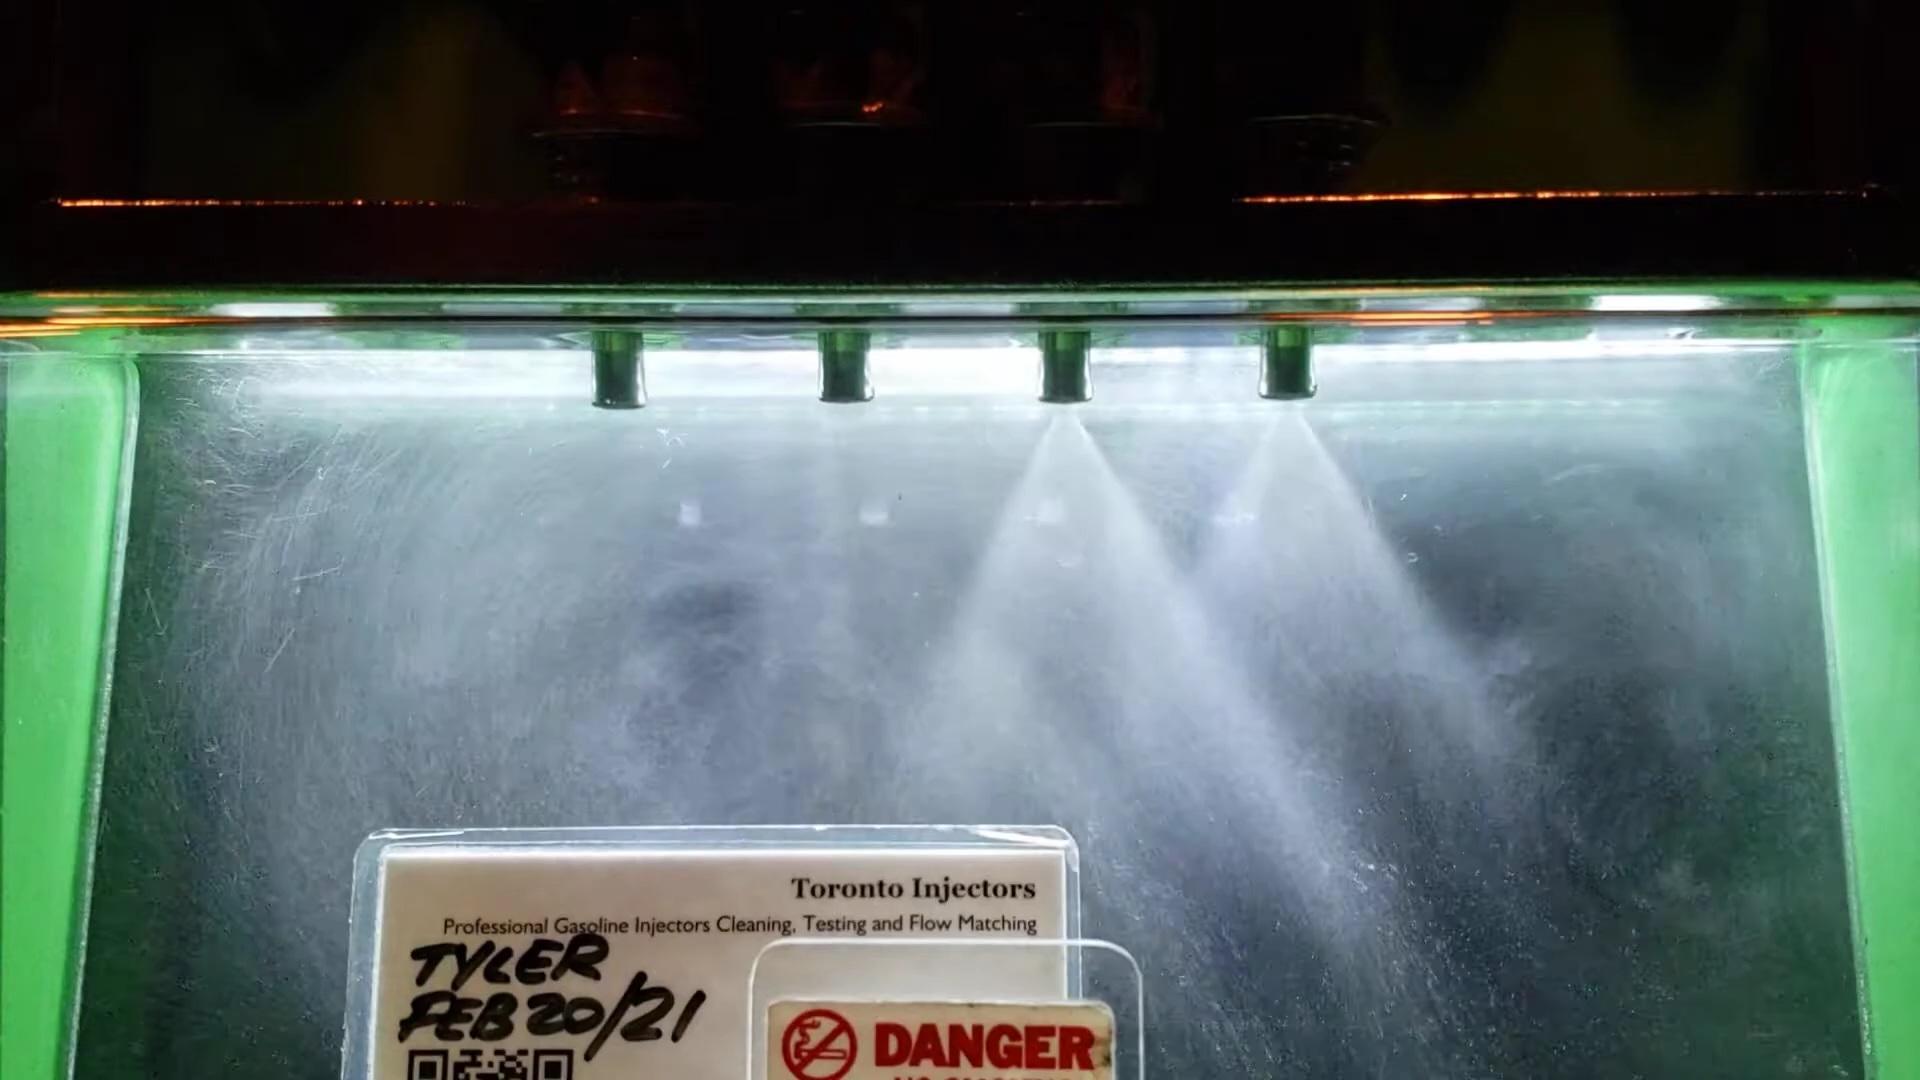 Toronto Injectors
Professional Gasoline Injectors Cleaning, Testing and Flow Matching
TYLER
FEB 20/21
DANGER